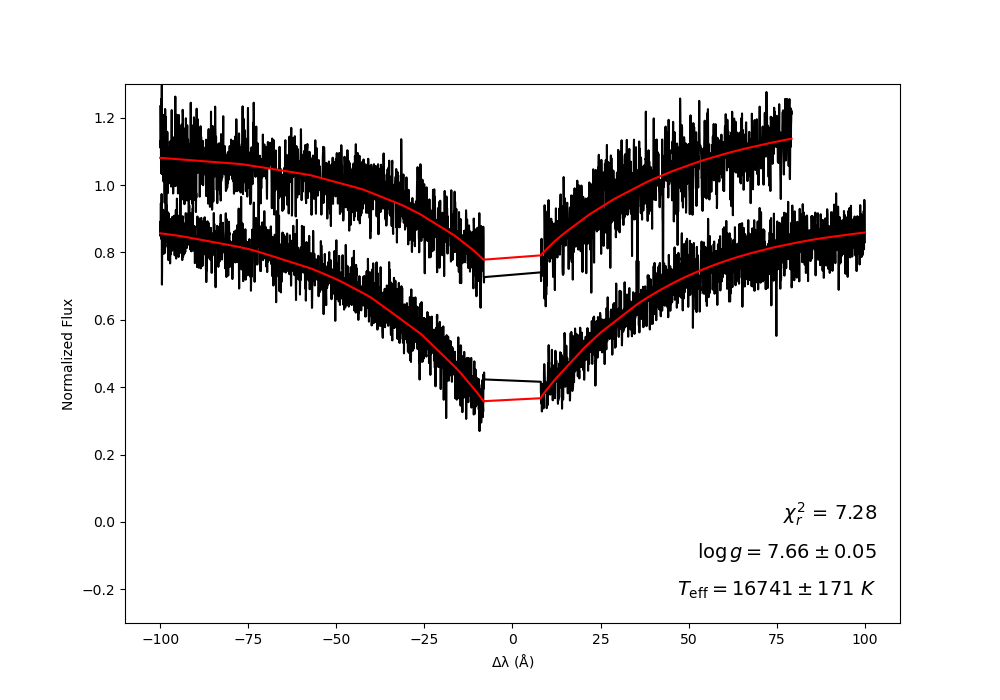 1.2
1.0
0.8
0.6
0.4
0.2
0.0
−0.2
Normalized Flux
χ²ᵣ = 7.28
log g = 7.66 ± 0.05
T_eff = 16741 ± 171 K
−100 −75 −50 −25 0 25 50 75 100
Δλ (Å)